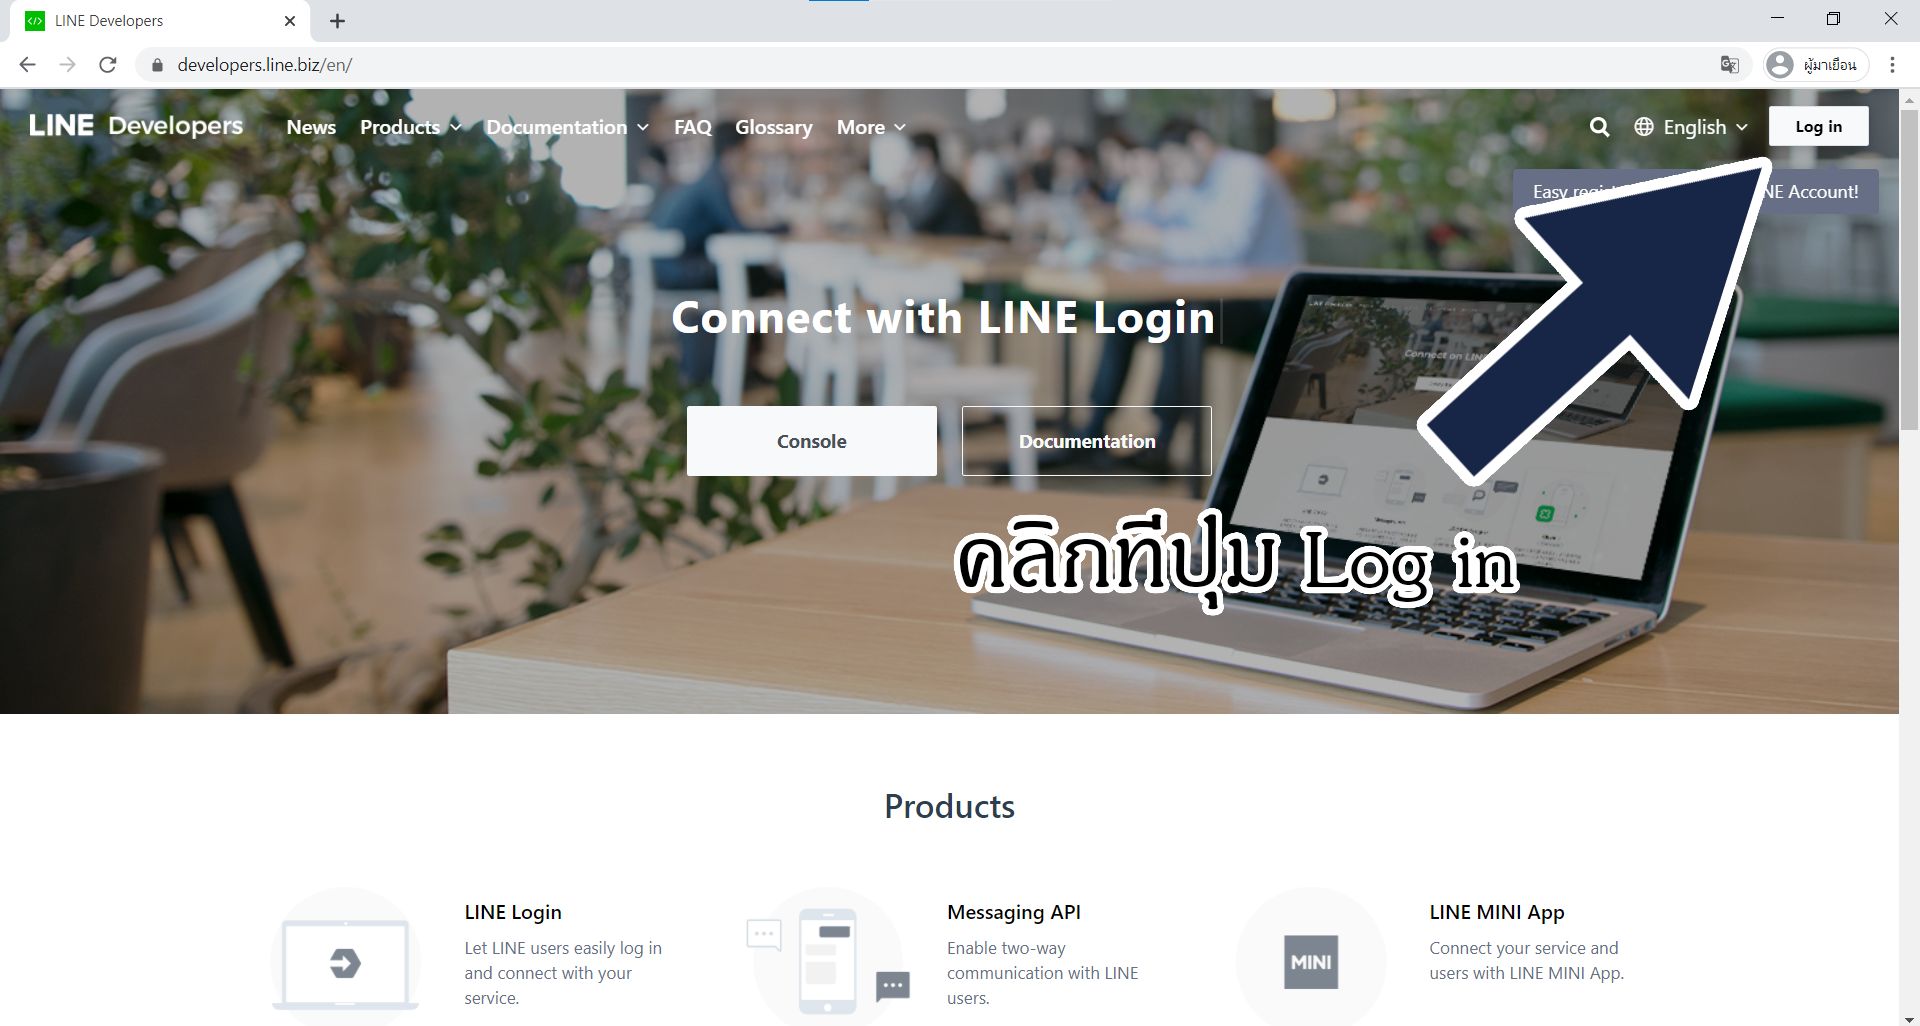 LINE Developers
developers.line.biz/en/
ผู้มาเยือน
LINE Developers
News
Products
Documentation
FAQ
Glossary
More
English
Log in
Easy NE Account!
Connect with LINE Login
Console
Documentation
คลิกที่ปุ่ม Log in
Products
LINE Login
Let LINE users easily log in
and connect with your
service.
Messaging API
Enable two-way
communication with LINE
users.
MINI
LINE MINI App
Connect your service and
users with LINE MINI App.